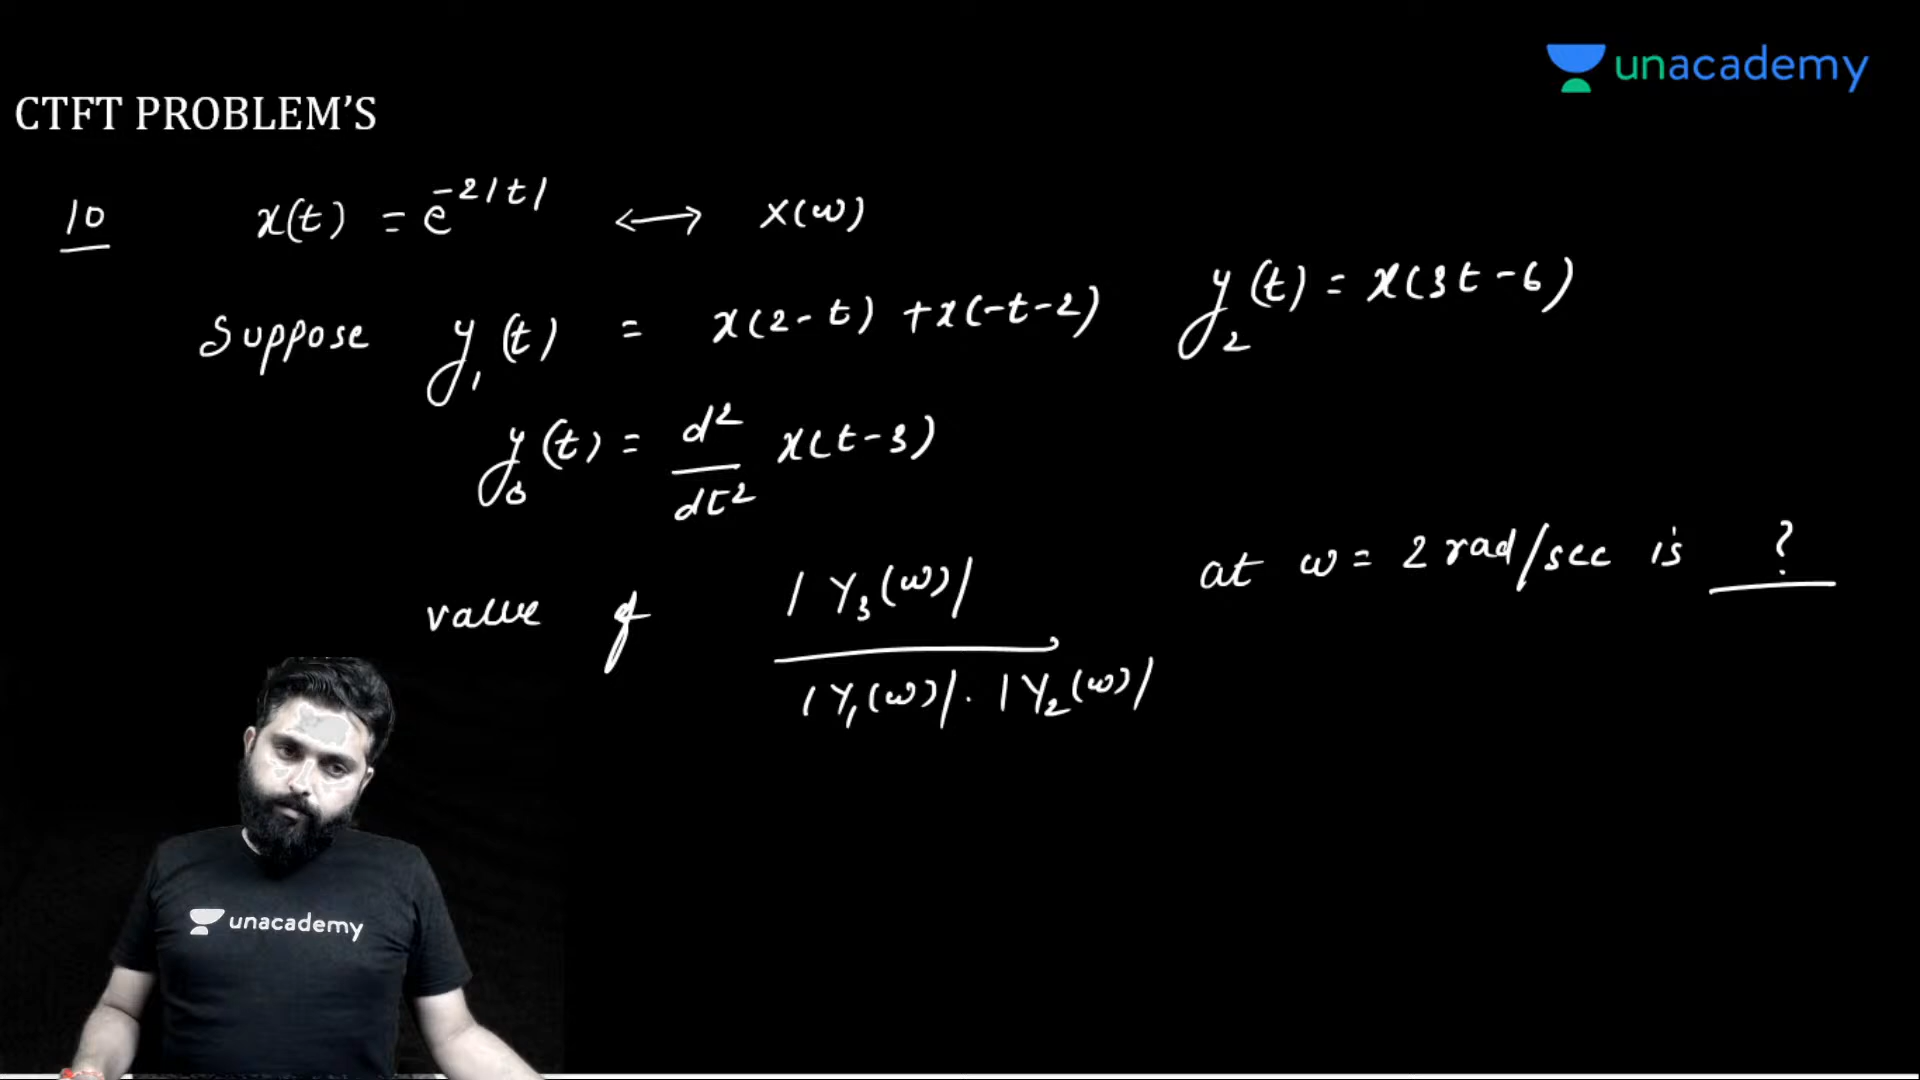 unacademy
CTFT PROBLEM'S
10 x(t) = e^{-2|t|} ↔ X(ω)
Suppose y₁(t) = x(2-t) + x(-t-2) y₂(t) = x(3t-6)
y₃(t) = d²/dt² x(t-3)
value of |Y₃(ω)| / |Y₁(ω)| · |Y₂(ω)| at ω = 2 rad/sec is ?
unacademy